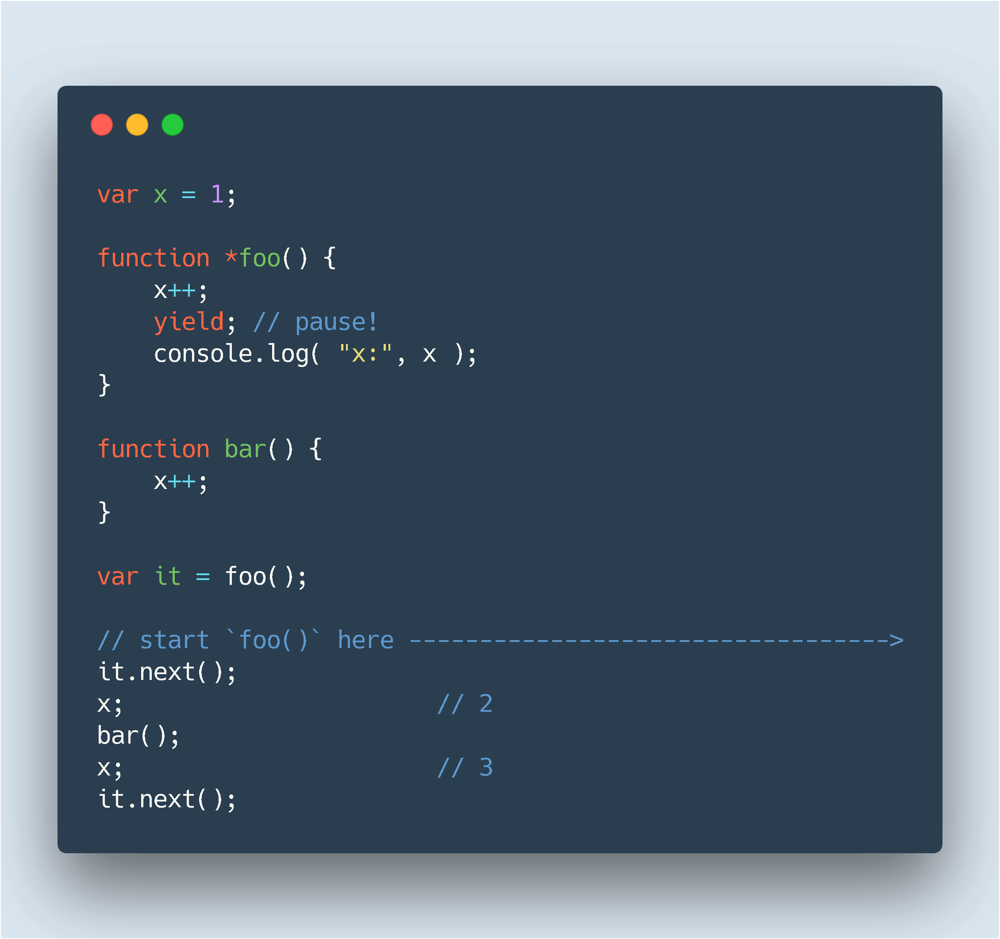 var x = 1;
function *foo() {
    x++;
    yield; // pause!
    console.log( "x:", x );
}
function bar() {
    x++;
}
var it = foo();
// start `foo()` here ---------------------------------->
it.next();
x;                      // 2
bar();
x;                      // 3
it.next();